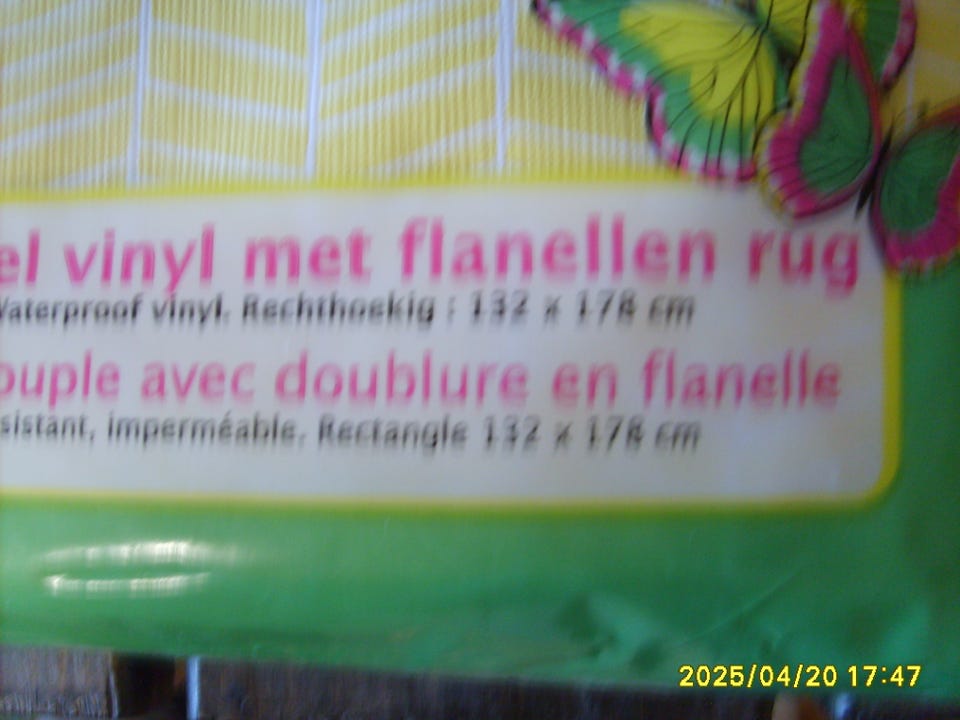 el vinyl met flanellen rug
Waterproof vinyl. Rechthoekig : 132 x 178 cm
ouple avec doublure en flanelle
sistant, imperméable. Rectangle 132 x 178 cm
2025/04/20 17:47